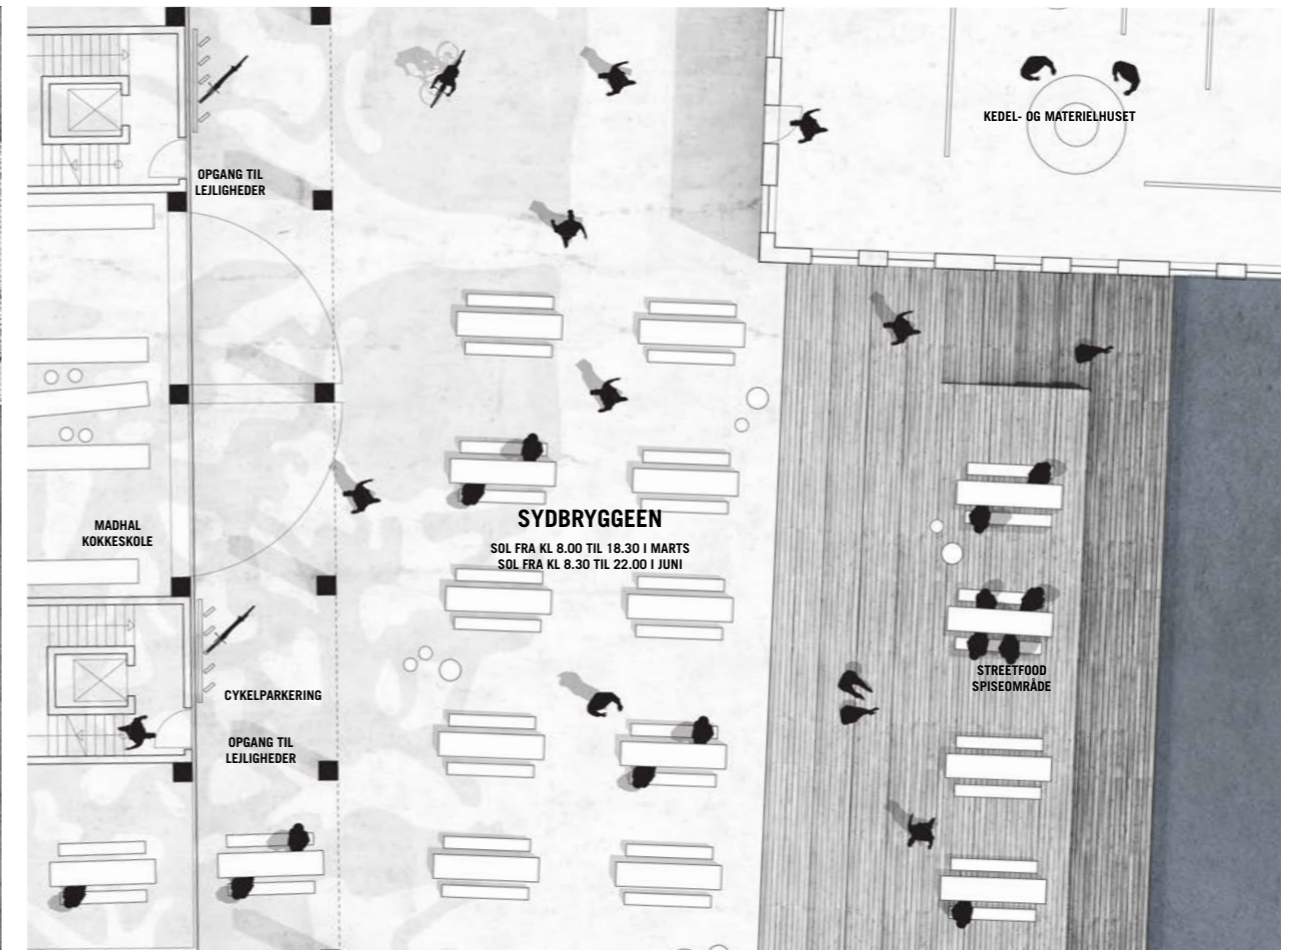 KEDEL- OG MATERIELHUSET
OPGANG TIL
LEJLIGHEDER
MADHAL
KOKKESKOLE
SYDBRYGGEEN
SOL FRA KL 8.00 TIL 18.30 I MARTS
SOL FRA KL 8.30 TIL 22.00 I JUNI
STREETFOOD
SPISEOMRÅDE
CYKELPARKERING
OPGANG TIL
LEJLIGHEDER